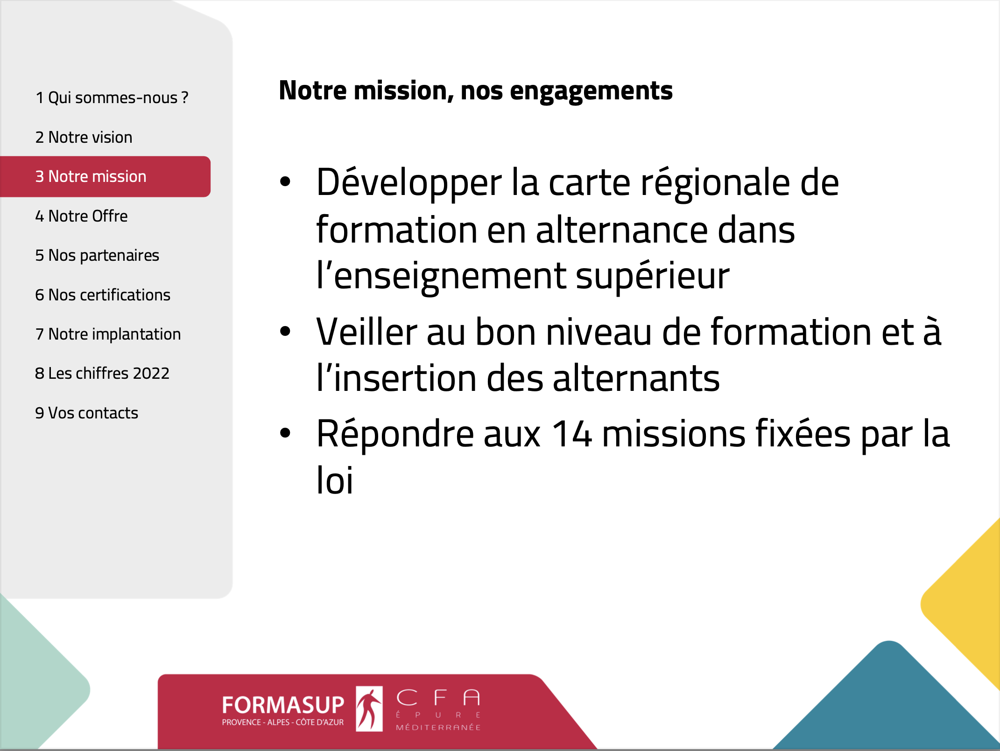 1 Qui sommes-nous ?
2 Notre vision
3 Notre mission
4 Notre Offre
5 Nos partenaires
6 Nos certifications
7 Notre implantation
8 Les chiffres 2022
9 Vos contacts
Notre mission, nos engagements
• Développer la carte régionale de
formation en alternance dans
l’enseignement supérieur
• Veiller au bon niveau de formation et à
l’insertion des alternants
• Répondre aux 14 missions fixées par la
loi
FORMASUP
PROVENCE - ALPES - CÔTE D’AZUR
CFA
ÉPURE
MÉDITERRANÉE